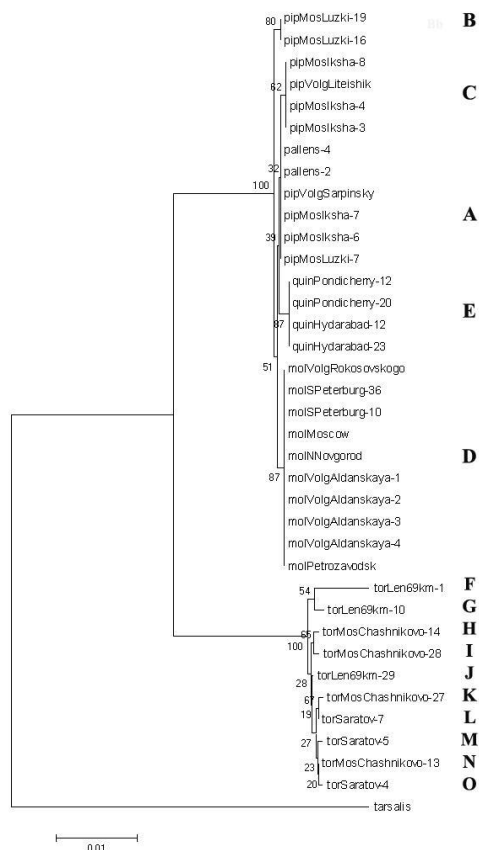 80 pipMosLuzki-19 B
pipMosLuzki-16
pipMosIksha-8
62 pipVolgLiteishik C
pipMosIksha-4
pipMosIksha-3
pallens-4
32 pallens-2
100 pipVolgSarpinsky
pipMosIksha-7 A
39 pipMosIksha-6
pipMosLuzki-7
quinPondicherry-12
quinPondicherry-20 E
87 quinHydarabad-12
quinHydarabad-23
51 molVolgRokosovskogo
molSPeterburg-36
molSPeterburg-10
molMoscow
molNNovgorod D
87 molVolgAldanskaya-1
molVolgAldanskaya-2
molVolgAldanskaya-3
molVolgAldanskaya-4
molPetrozavodsk
54 torLen69km-1 F
torLen69km-10 G
torMosChashnikovo-14 H
100 torMosChashnikovo-28 I
28 torLen69km-29 J
67 torMosChashnikovo-27 K
19 torSaratov-7 L
27 torSaratov-5 M
23 torMosChashnikovo-13 N
20 torSaratov-4 O
tarsalis
0.01